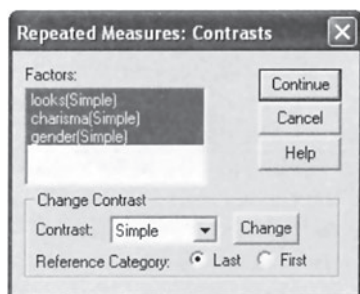 Repeated Measures: Contrasts
Factors:
looks(Simple)
charisma(Simple)
gender(Simple)
Continue
Cancel
Help
Change Contrast
Contrast: Simple Change
Reference Category: Last First